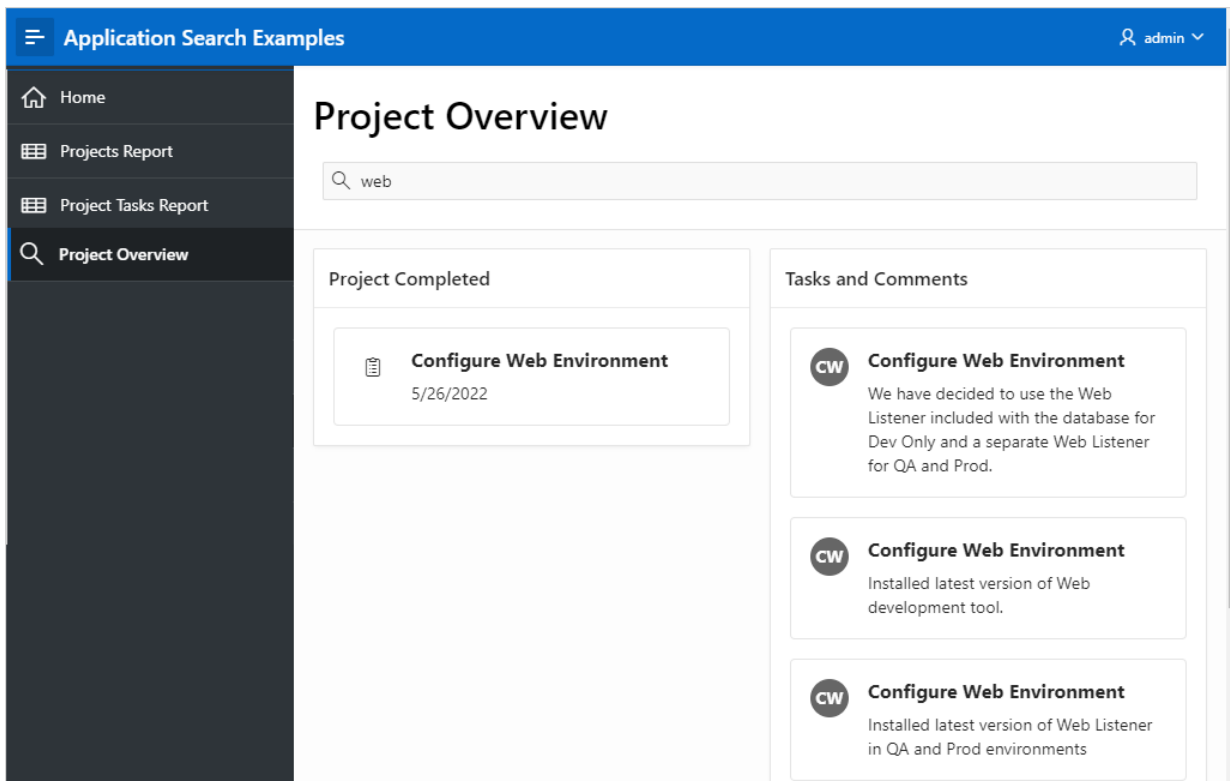 Application Search Examples
admin
Home
Projects Report
Project Tasks Report
Project Overview
Project Overview
web
Project Completed
Configure Web Environment
5/26/2022
Tasks and Comments
CW
Configure Web Environment
We have decided to use the Web
Listener included with the database for
Dev Only and a separate Web Listener
for QA and Prod.
CW
Configure Web Environment
Installed latest version of Web
development tool.
CW
Configure Web Environment
Installed latest version of Web Listener
in QA and Prod environments